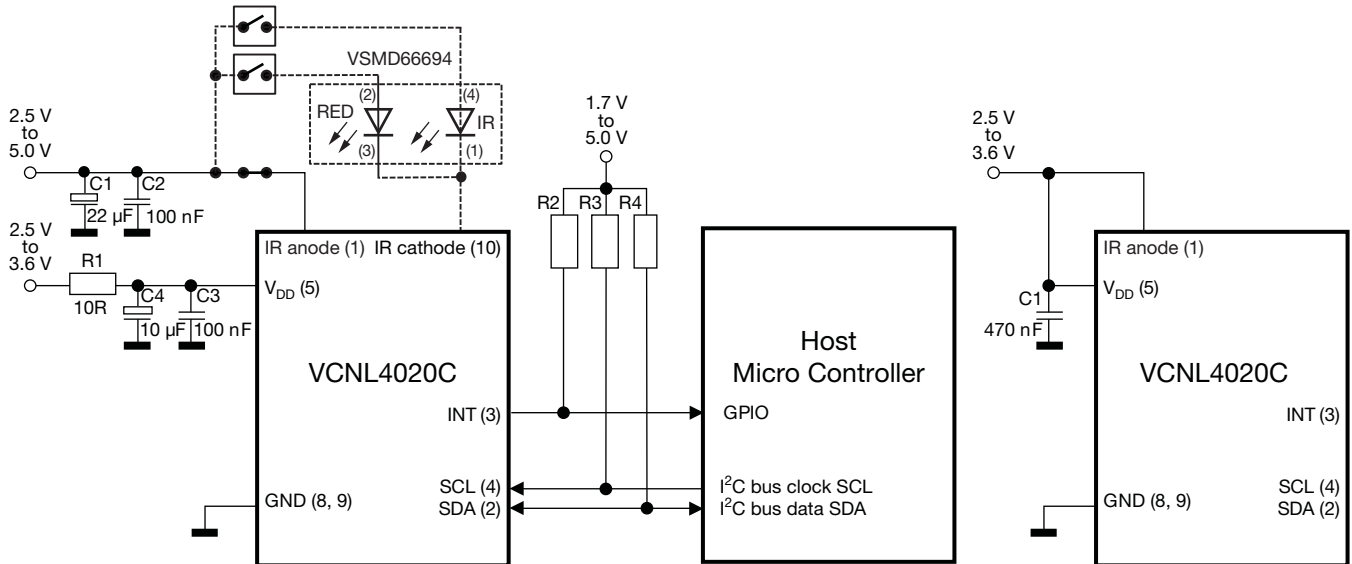 VSMD66694
(2)
(4)
RED
IR
(3)
(1)
2.5 V
to
5.0 V
C1
C2
22 µF
100 nF
2.5 V
to
3.6 V
R1
10R
C4
C3
10 µF
100 nF
IR anode (1)
IR cathode (10)
VDD (5)
VCNL4020C
INT (3)
SCL (4)
SDA (2)
GND (8, 9)
1.7 V
to
5.0 V
R2
R3
R4
Host
Micro Controller
GPIO
I²C bus clock SCL
I²C bus data SDA
2.5 V
to
3.6 V
C1
470 nF
IR anode (1)
VDD (5)
VCNL4020C
INT (3)
SCL (4)
SDA (2)
GND (8, 9)